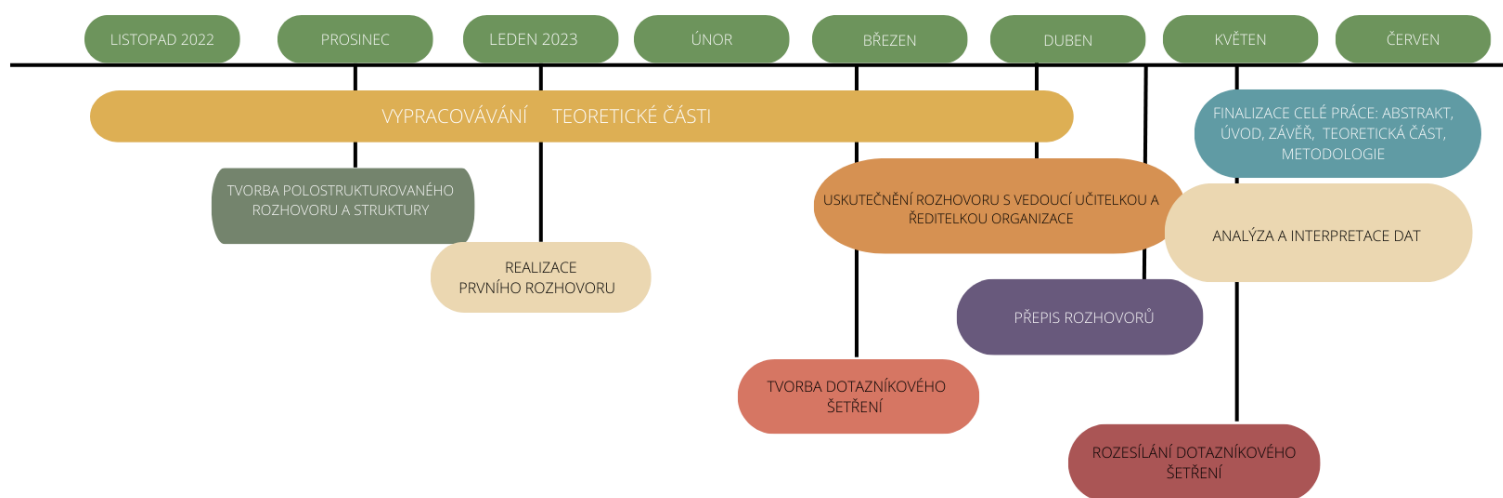 LISTOPAD 2022
PROSINEC
LEDEN 2023
ÚNOR
BŘEZEN
DUBEN
KVĚTEN
ČERVEN
VYPRACOVÁVÁNÍ TEORETICKÉ ČÁSTI
FINALIZACE CELÉ PRÁCE: ABSTRAKT,
ÚVOD, ZÁVĚŘ, TEORETICKÁ ČÁST,
METODOLOGIE
TVORBA POLOSTRUKTUROVANÉHO
ROZHOVORU A STRUKTURY
USKUTEČNĚNÍ ROZHOVORU S VEDOUCÍ UČITELKOU A
ŘEDITELKOU ORGANIZACE
ANALÝZA A INTERPRETACE DAT
REALIZACE
PRVNÍHO ROZHOVORU
PŘEPIS ROZHOVORŮ
TVORBA DOTAZNÍKOVÉHO
ŠETŘENÍ
ROZESÍLÁNÍ DOTAZNÍKOVÉHO
ŠETŘENÍ